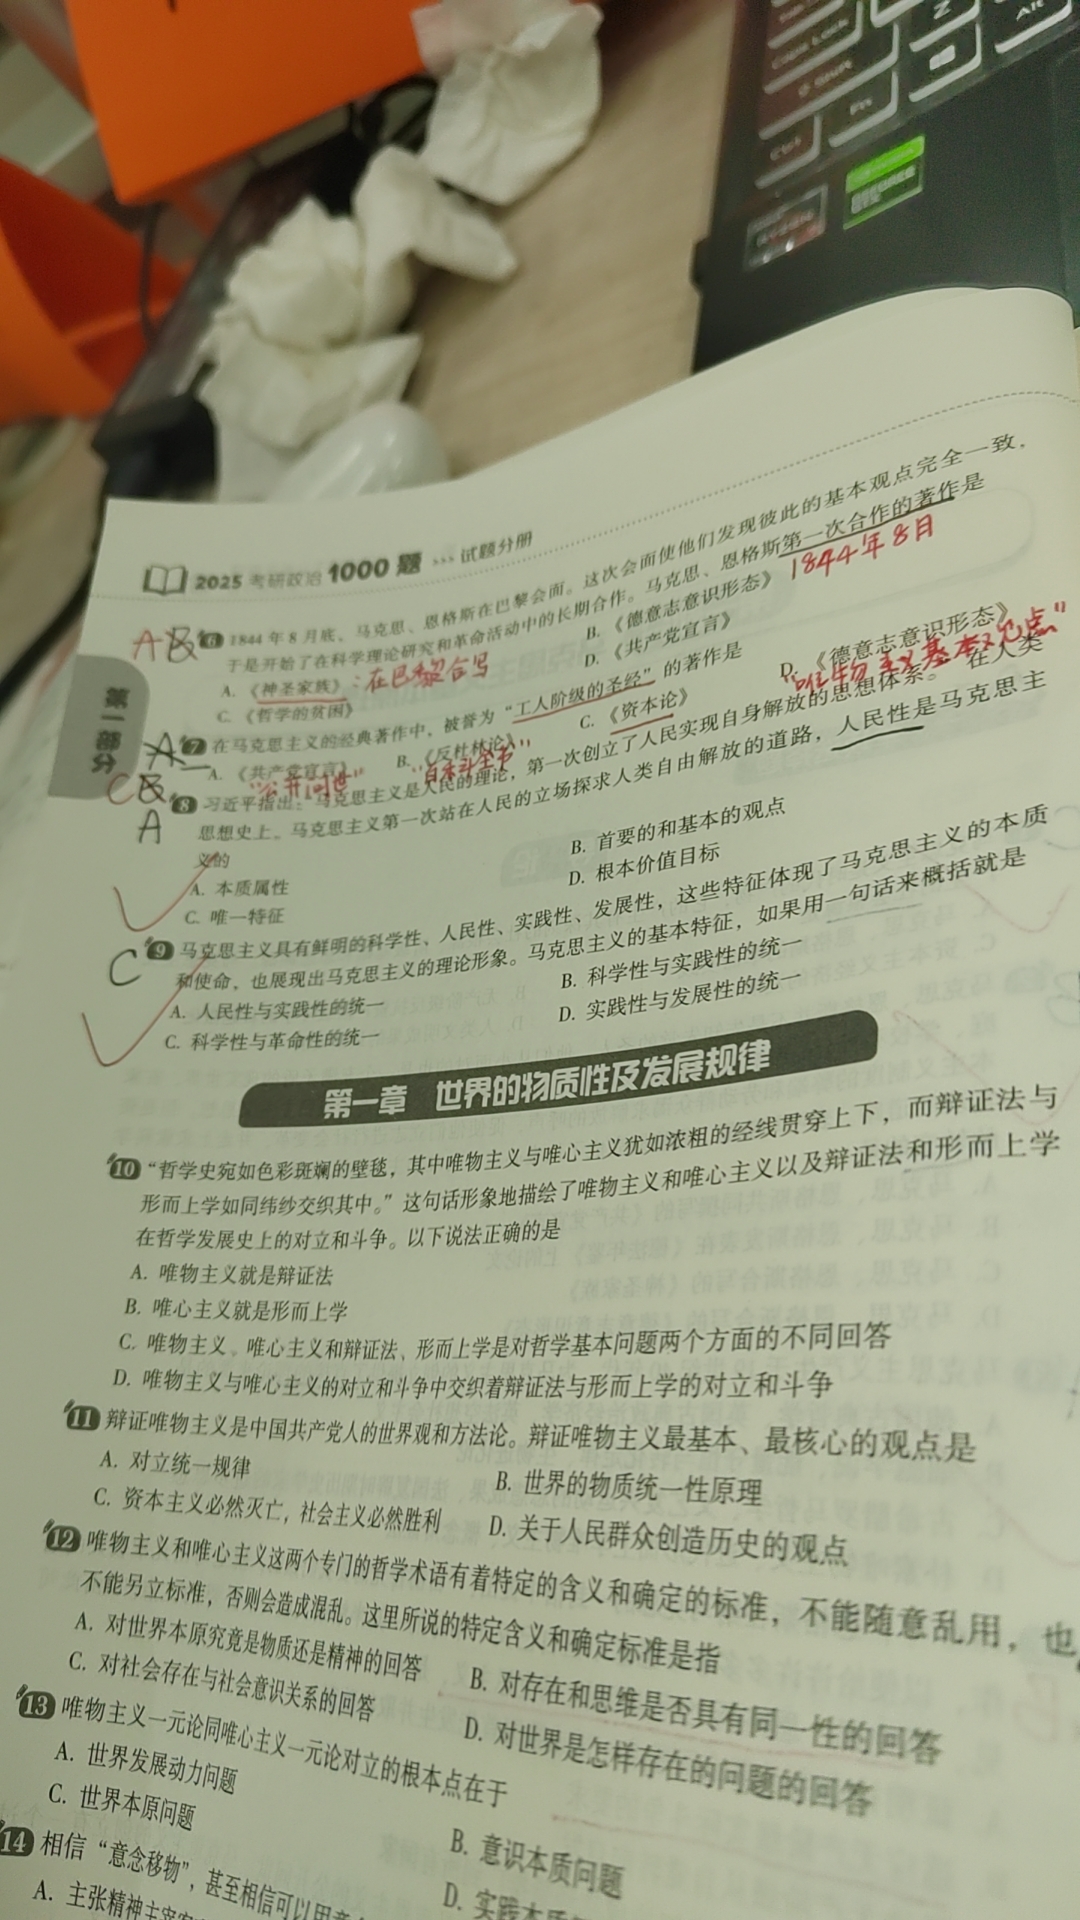 Z
Alt
Caps Lock
Shift
Fn
Ctrl
2025 考研政治 1000 题 >>> 试题分册
第一部分
A B 6 1844 年 8 月底，马克思、恩格斯在巴黎会面。这次会面使他们发现彼此的基本观点完全一致，
于是开始了在科学理论研究和革命活动中的长期合作。马克思、恩格斯第一次合作的著作是
1844年8月
A. 《神圣家族》：在巴黎合写
B. 《德意志意识形态》
C. 《哲学的贫困》
D. 《共产党宣言》
A 7 在马克思主义的经典著作中，被誉为“工人阶级的圣经”的著作是
C B
A. 《共产党宣言》
B. 《反杜林论》
C. 《资本论》
D. 《德意志意识形态》
“公开问世”
“百科全书”
“唯物主义基本观点”
A 8 习近平指出：马克思主义是人民的理论，第一次创立了人民实现自身解放的思想体系。在人类
思想史上，马克思主义第一次站在人民的立场探求人类自由解放的道路，人民性是马克思主
义的
A. 本质属性
B. 首要的和基本的观点
C. 唯一特征
D. 根本价值目标
C 9 马克思主义具有鲜明的科学性、人民性、实践性、发展性，这些特征体现了马克思主义的本质
和使命，也展现出马克思主义的理论形象。马克思主义的基本特征，如果用一句话来概括就是
A. 人民性与实践性的统一
B. 科学性与实践性的统一
C. 科学性与革命性的统一
D. 实践性与发展性的统一
第一章 世界的物质性及发展规律
10 “哲学史宛如色彩斑斓的壁毯，其中唯物主义与唯心主义犹如浓粗的经线贯穿上下，而辩证法与
形而上学如同纬纱交织其中。”这句话形象地描绘了唯物主义和唯心主义以及辩证法和形而上学
在哲学发展史上的对立和斗争。以下说法正确的是
A. 唯物主义就是辩证法
B. 唯心主义就是形而上学
C. 唯物主义、唯心主义和辩证法、形而上学是对哲学基本问题两个方面的不同回答
D. 唯物主义与唯心主义的对立和斗争中交织着辩证法与形而上学的对立和斗争
11 辩证唯物主义是中国共产党人的世界观和方法论。辩证唯物主义最基本、最核心的观点是
A. 对立统一规律
B. 世界的物质统一性原理
C. 资本主义必然灭亡，社会主义必然胜利
D. 关于人民群众创造历史的观点
12 唯物主义和唯心主义这两个专门的哲学术语有着特定的含义和确定的标准，不能随意乱用，也
不能另立标准，否则会造成混乱。这里所说的特定含义和确定标准是指
A. 对世界本原究竟是物质还是精神的回答
B. 对存在和思维是否具有同一性的回答
C. 对社会存在与社会意识关系的回答
D. 对世界是怎样存在的问题的回答
13 唯物主义一元论同唯心主义一元论对立的根本点在于
A. 世界发展动力问题
B. 意识本质问题
C. 世界本原问题
D. 实践本质
14 相信“意念移物”，甚至相信可以用意
A. 主张精神主宰